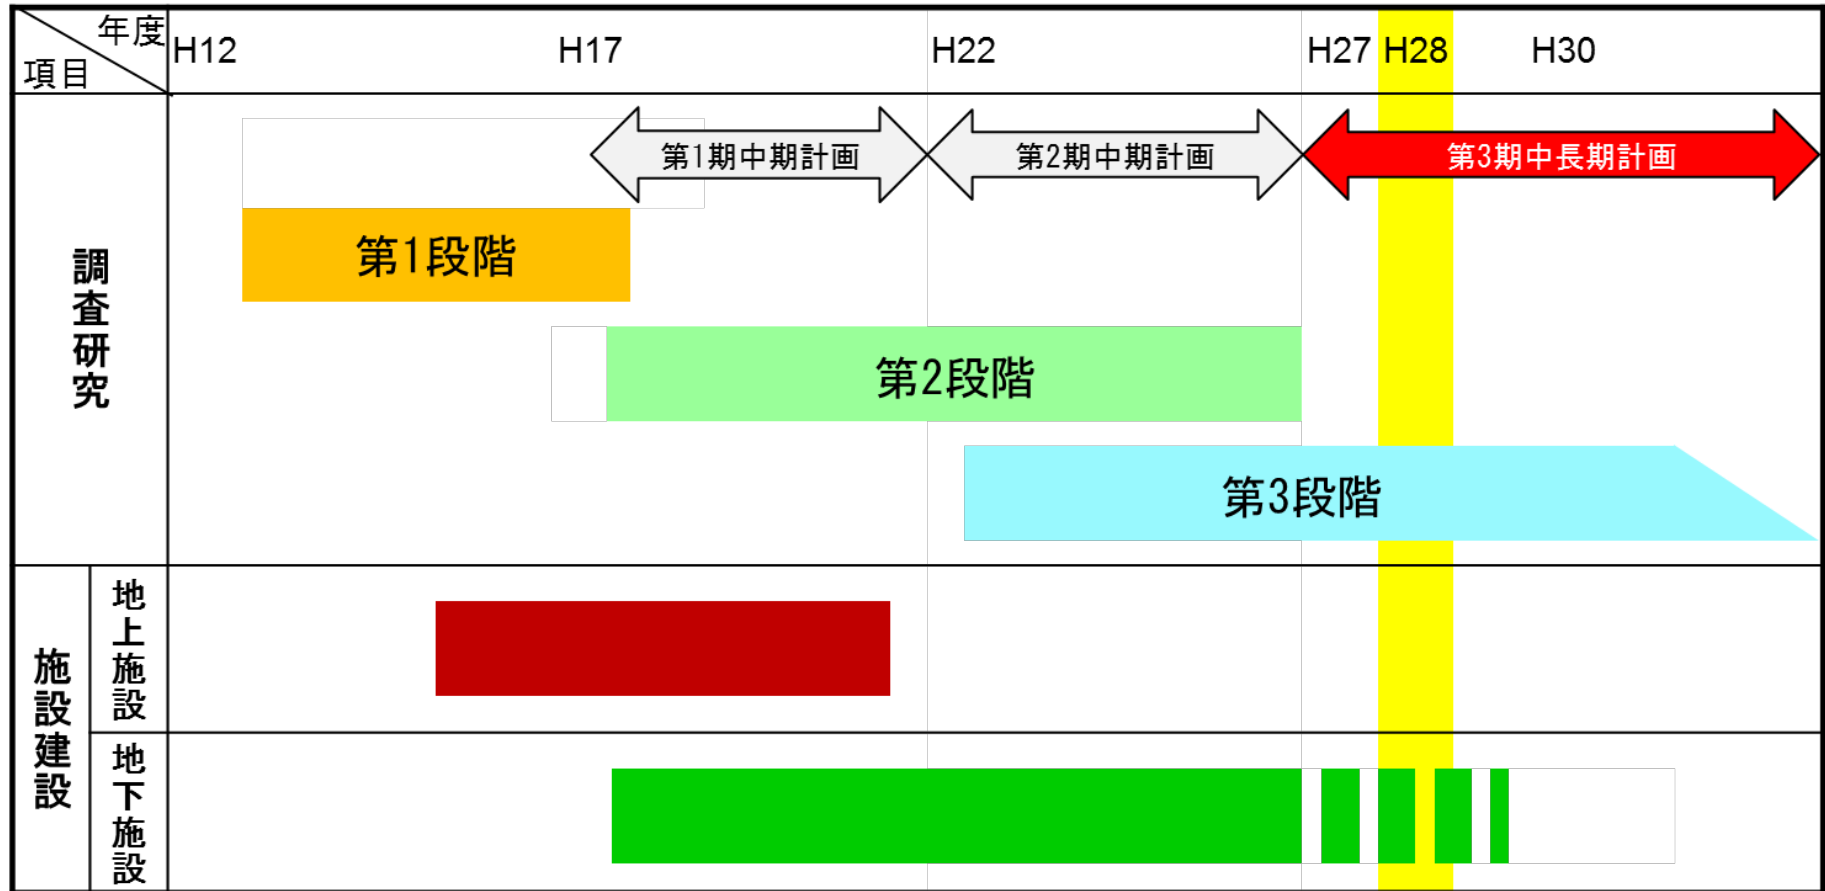 年度
項目
H12
H17
H22
H27
H28
H30
調査研究
第1期中期計画
第2期中期計画
第3期中長期計画
第1段階
第2段階
第3段階
施設建設
地上施設
地下施設